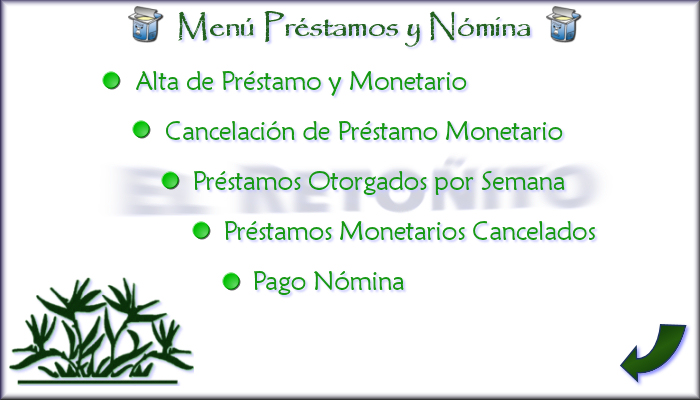 Menú Préstamos y Nómina
Alta de Préstamo y Monetario
Cancelación de Préstamo Monetario
EL RETOÑITO
Préstamos Otorgados por Semana
Préstamos Monetarios Cancelados
Pago Nómina